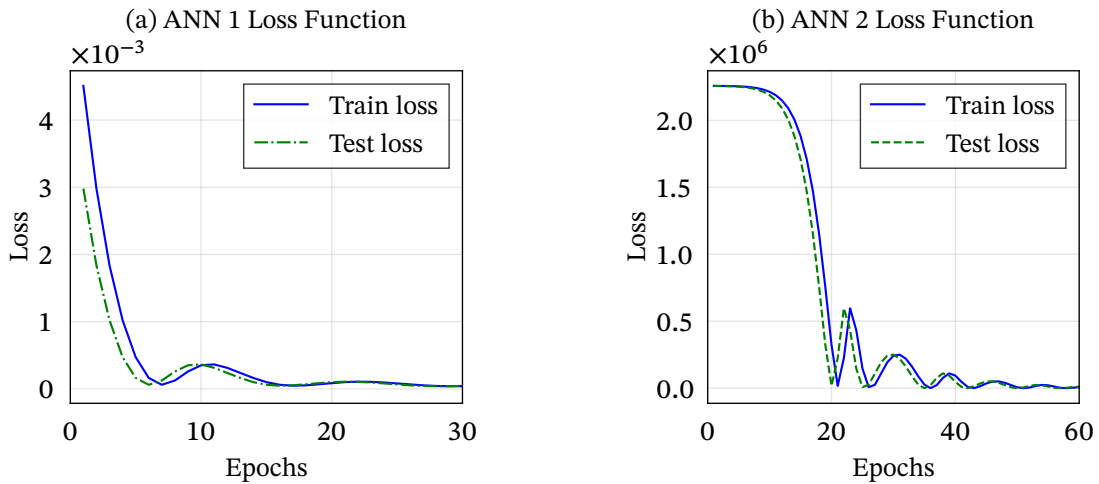 (a) ANN 1 Loss Function
×10−3
Loss
4
3
2
1
0
Train loss
Test loss
0 10 20 30
Epochs
(b) ANN 2 Loss Function
×10⁶
Loss
2.0
1.5
1.0
0.5
0.0
Train loss
Test loss
0 20 40 60
Epochs